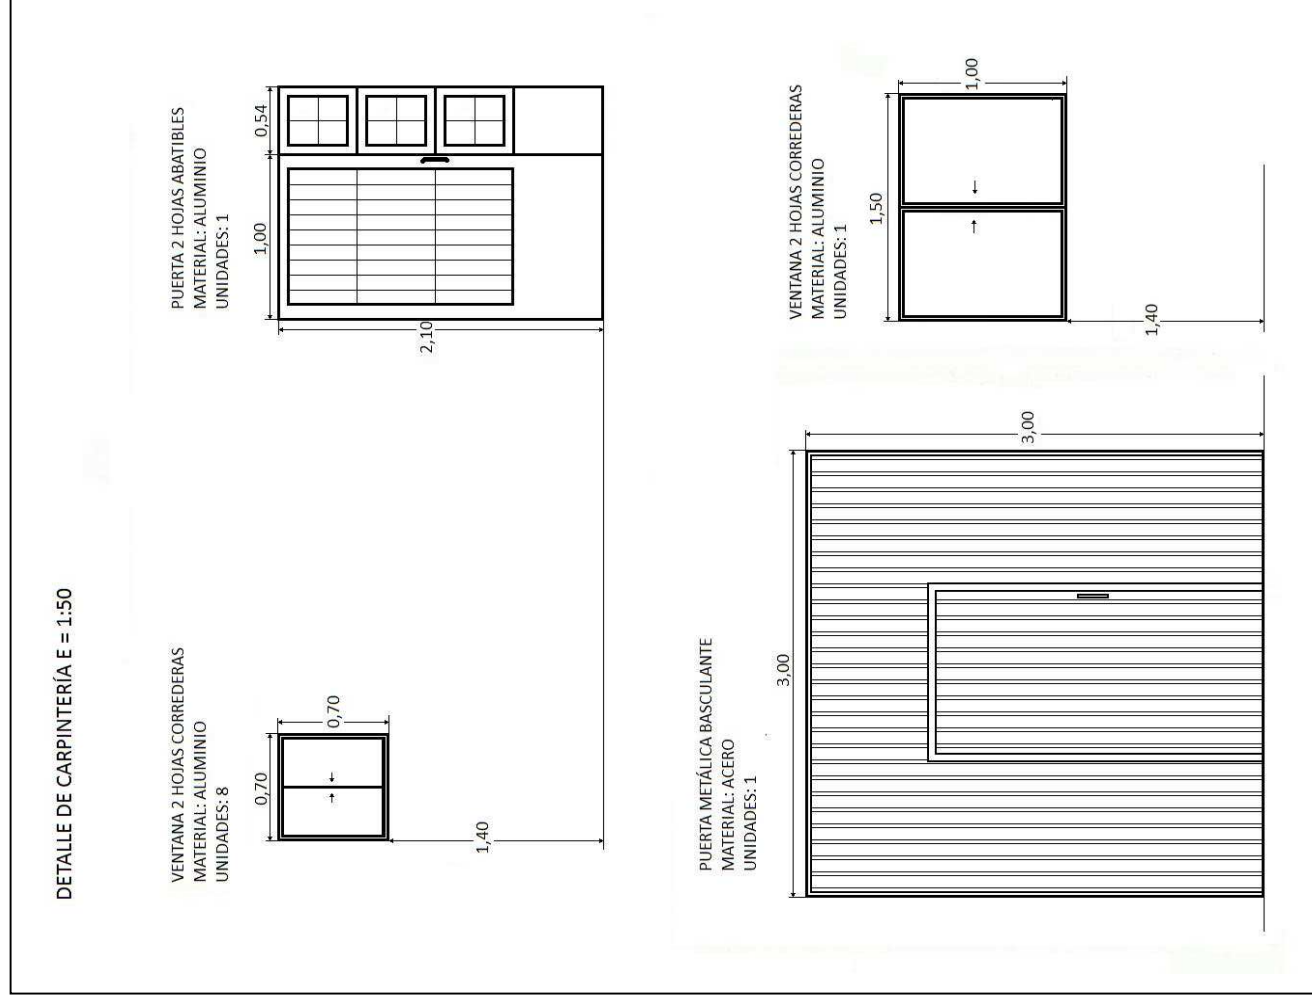 DETALLE DE CARPINTERÍA E = 1:50
VENTANA 2 HOJAS CORREDERAS
MATERIAL: ALUMINIO
UNIDADES: 8
0,70
0,70
1,40
PUERTA 2 HOJAS ABATIBLES
MATERIAL: ALUMINIO
UNIDADES: 1
1,00
0,54
2,10
PUERTA METÁLICA BASCULANTE
MATERIAL: ACERO
UNIDADES: 1
3,00
3,00
VENTANA 2 HOJAS CORREDERAS
MATERIAL: ALUMINIO
UNIDADES: 1
1,50
1,00
1,40